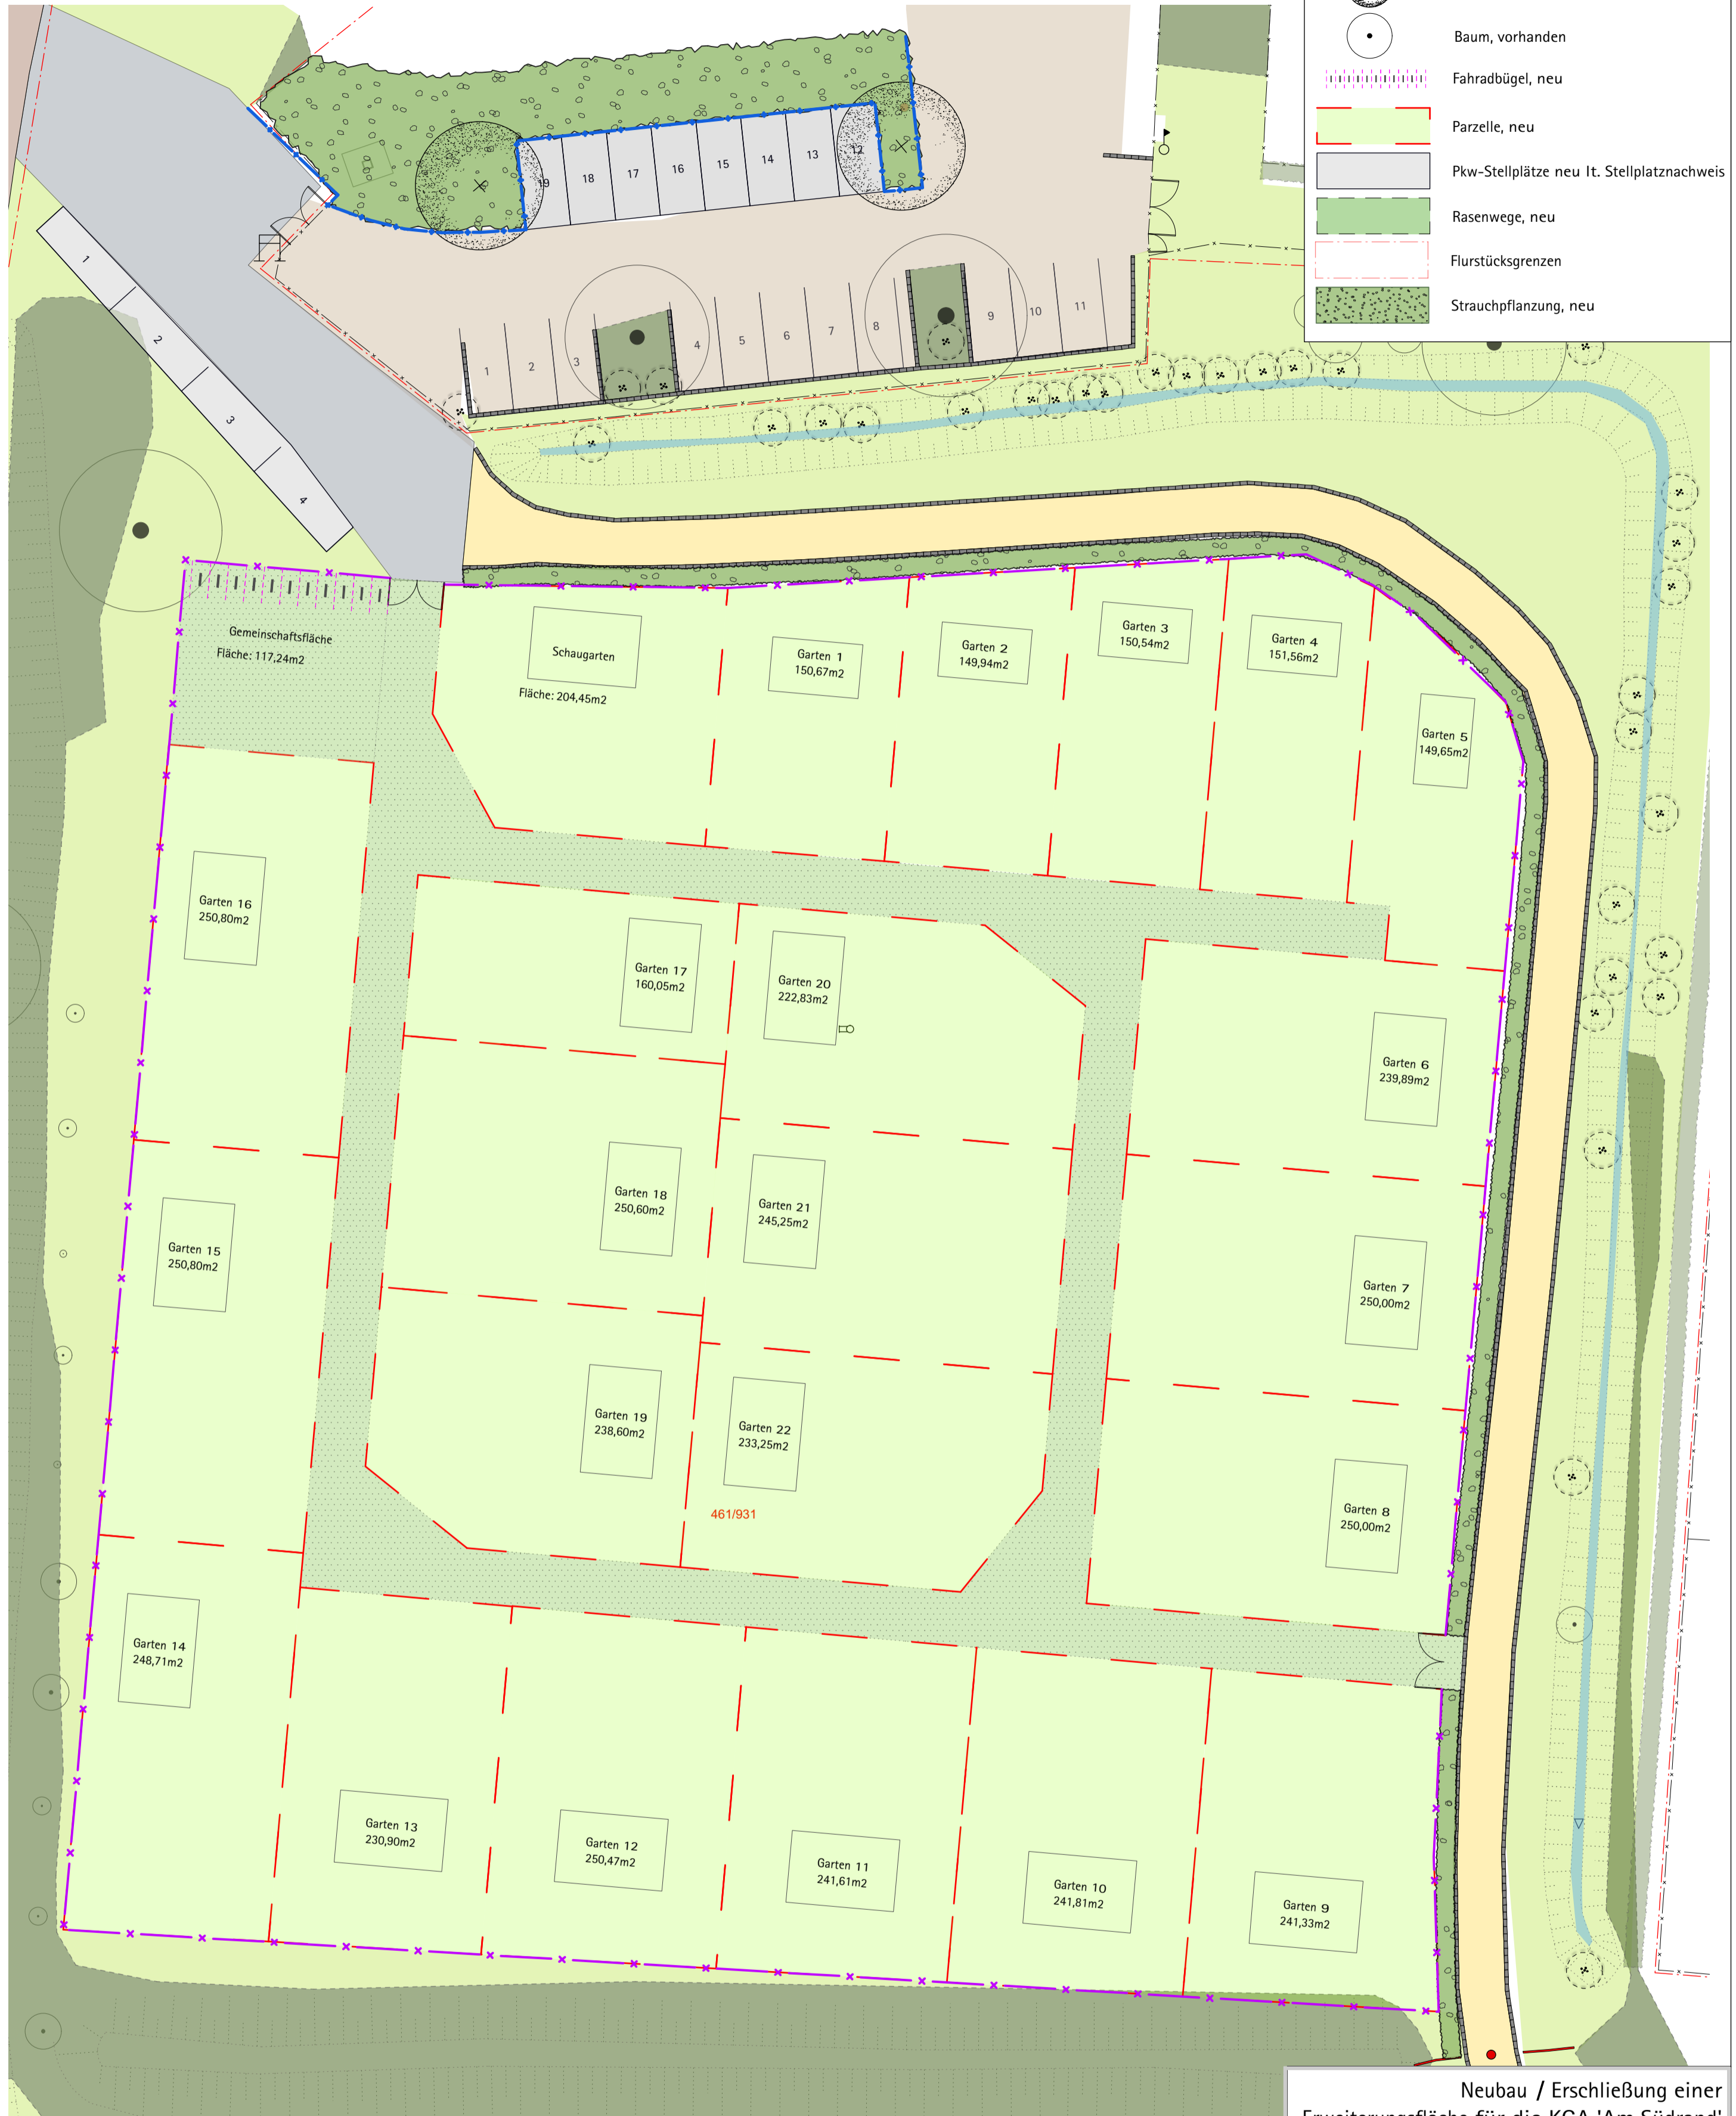 Baum, vorhanden
Fahradbügel, neu
Parzelle, neu
Pkw-Stellplätze neu lt. Stellplatznachweis
Rasenwege, neu
Flurstücksgrenzen
Strauchpflanzung, neu
19
18
17
16
15
14
13
12
1
2
3
4
1
2
3
4
5
6
7
8
9
10
11
Gemeinschaftsfläche
Fläche: 117,24m2
Schaugarten
Fläche: 204,45m2
Garten 1
150,67m2
Garten 2
149,94m2
Garten 3
150,54m2
Garten 4
151,56m2
Garten 5
149,65m2
Garten 16
250,80m2
Garten 17
160,05m2
Garten 20
222,83m2
Garten 6
239,89m2
Garten 15
250,80m2
Garten 18
250,60m2
Garten 21
245,25m2
Garten 7
250,00m2
Garten 19
238,60m2
Garten 22
233,25m2
461/931
Garten 8
250,00m2
Garten 14
248,71m2
Garten 13
230,90m2
Garten 12
250,47m2
Garten 11
241,61m2
Garten 10
241,81m2
Garten 9
241,33m2
Neubau / Erschließung einer
Erweiterungsfläche für die KGA 'Am Südrand'